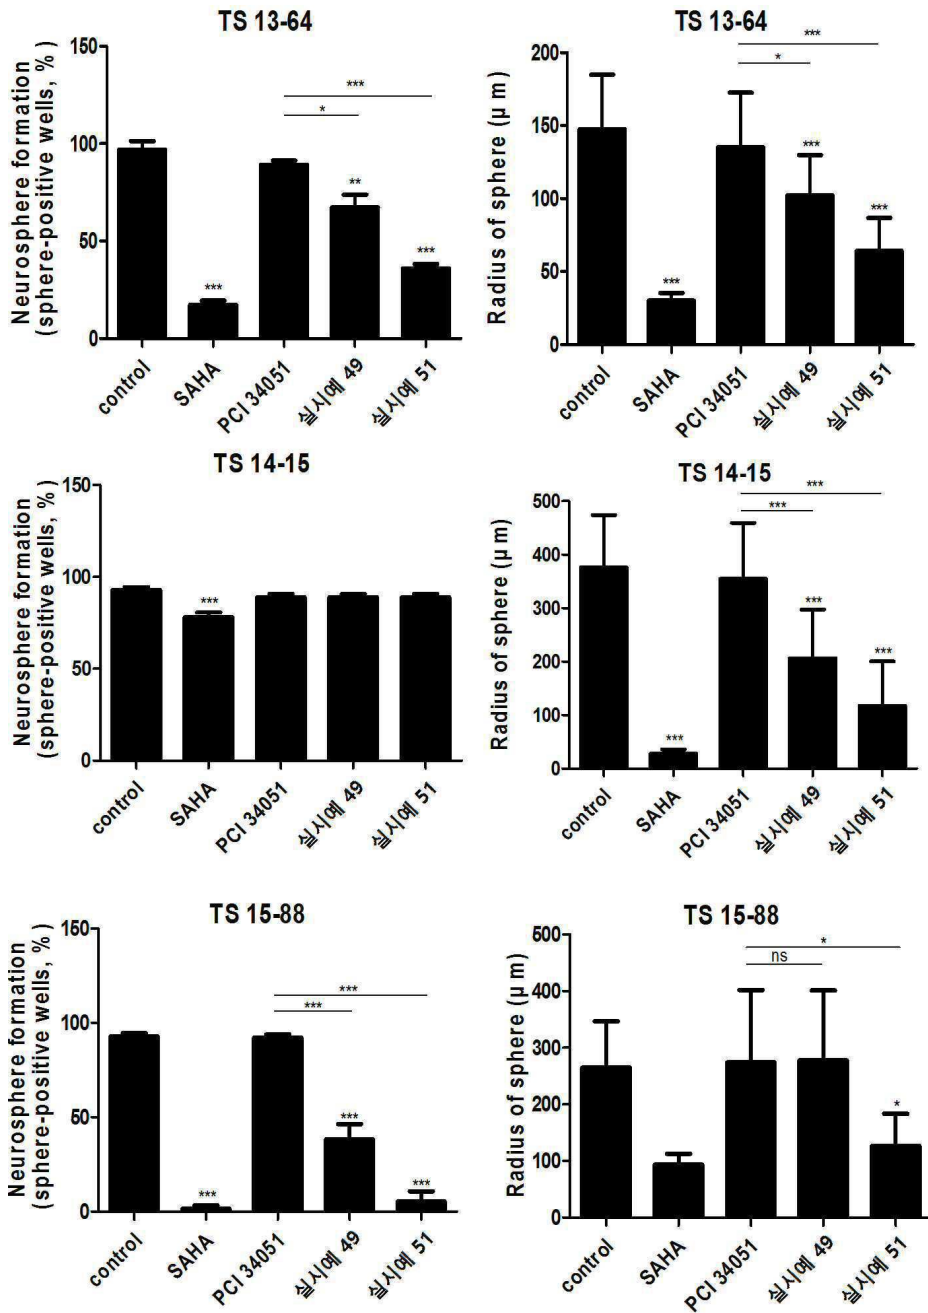 TS 13-64
Neurosphere formation
(sphere-positive wells, %)
150
100
50
0
***
*
***
**
***
control
SAHA
PCI 34051
실시예 49
실시예 51
TS 13-64
Radius of sphere (μm)
200
150
100
50
0
***
*
***
***
***
control
SAHA
PCI 34051
실시예 49
실시예 51
TS 14-15
Neurosphere formation
(sphere-positive wells, %)
150
100
50
0
***
control
SAHA
PCI 34051
실시예 49
실시예 51
TS 14-15
Radius of sphere (μm)
500
400
300
200
100
0
***
***
***
***
***
control
SAHA
PCI 34051
실시예 49
실시예 51
TS 15-88
Neurosphere formation
(sphere-positive wells, %)
150
100
50
0
***
***
***
***
***
control
SAHA
PCI 34051
실시예 49
실시예 51
TS 15-88
Radius of sphere (μm)
500
400
300
200
100
0
*
ns
*
control
SAHA
PCI 34051
실시예 49
실시예 51